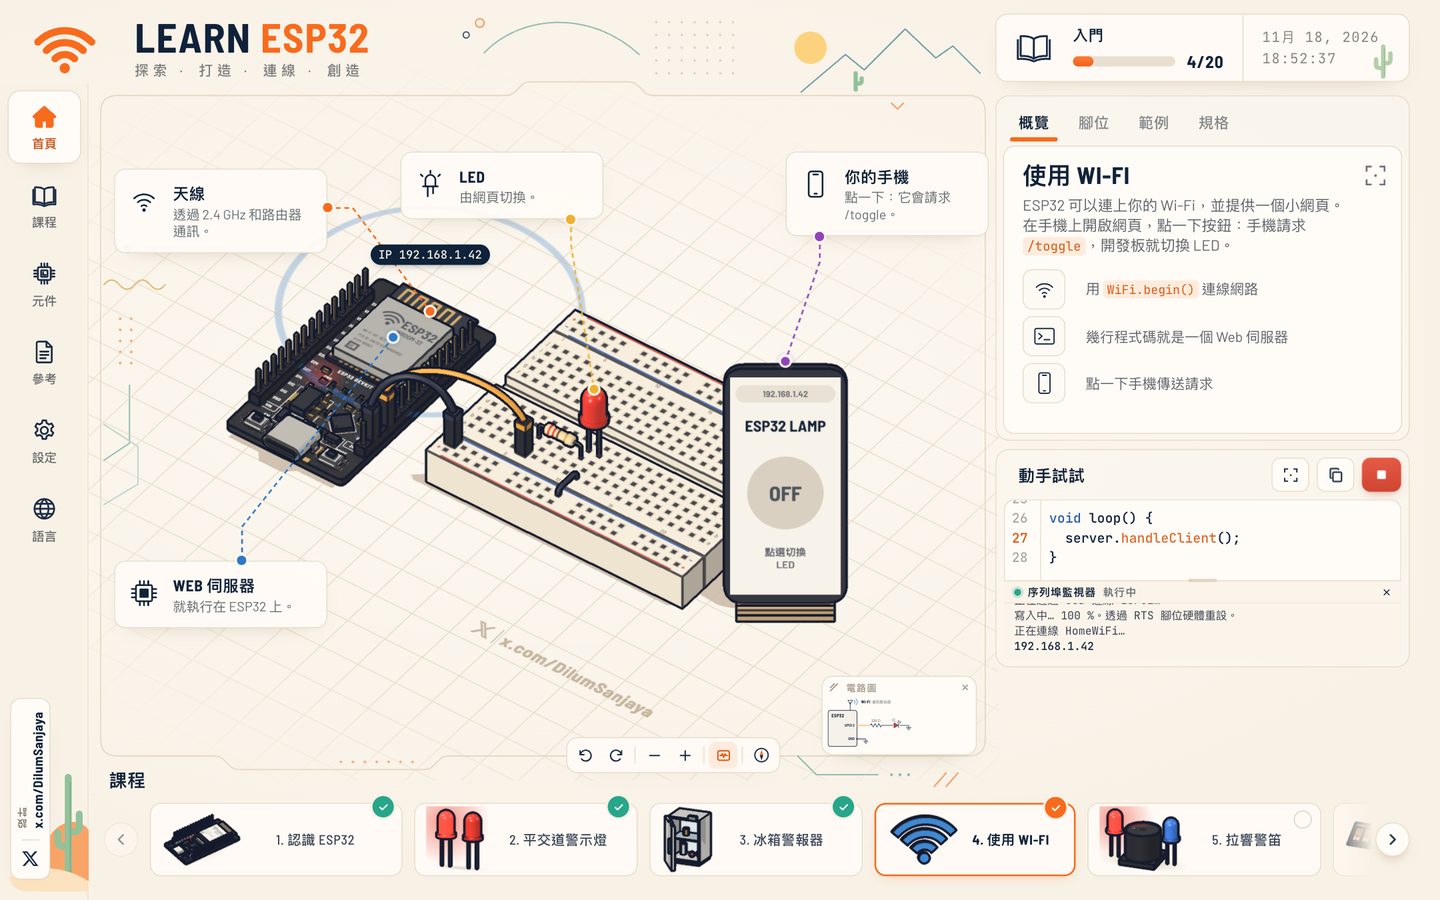 LEARN ESP32
探索 · 打造 · 連線 · 創造
入門
4/20
11月 18, 2026
18:52:37
首頁
課程
元件
參考
設定
語言
設計
x.com/DilumSanjaya
天線
透過 2.4 GHz 和路由器
通訊。
LED
由網頁切換。
你的手機
點一下：它會請求
/toggle。
IP 192.168.1.42
ESP32
ESP32 DEVKIT
192.168.1.42
ESP32 LAMP
OFF
點選切換
LED
WEB 伺服器
就執行在 ESP32 上。
x.com/DilumSanjaya
電路圖
ESP32
Wi-Fi
GND
概覽
腳位
範例
規格
使用 WI-FI
ESP32 可以連上你的 Wi-Fi，並提供一個小網頁。
在手機上開啟網頁，點一下按鈕：手機請求
/toggle，開發板就切換 LED。
用 WiFi.begin() 連線網路
幾行程式碼就是一個 Web 伺服器
點一下手機傳送請求
動手試試
26 void loop() {
27 server.handleClient();
28 }
序列埠監視器 執行中
寫入中… 100 %。透過 RTS 腳位硬體重設。
正在連線 HomeWiFi…
192.168.1.42
課程
1. 認識 ESP32
2. 平交道警示燈
3. 冰箱警報器
4. 使用 WI-FI
5. 拉響警笛